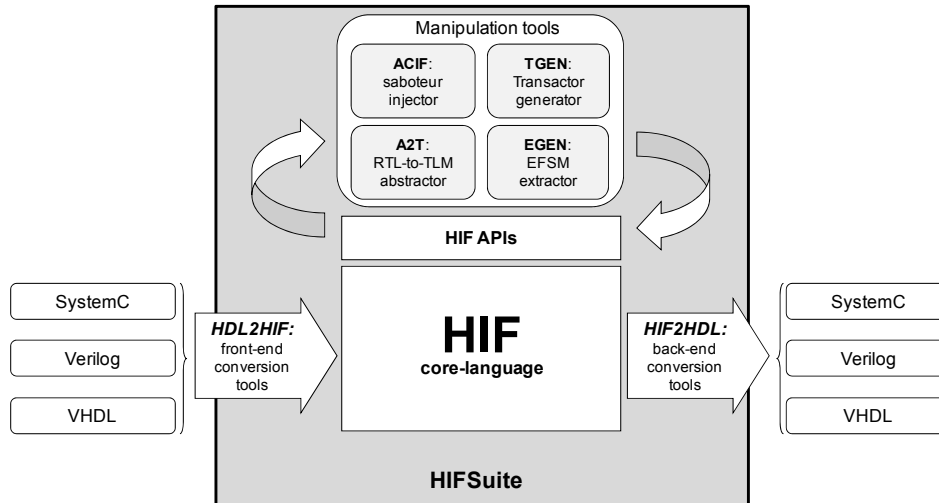 Manipulation tools
ACIF:
saboteur
injector
TGEN:
Transactor
generator
A2T:
RTL-to-TLM
abstractor
EGEN:
EFSM
extractor
HIF APIs
SystemC
Verilog
VHDL
HDL2HIF:
front-end
conversion
tools
HIF
core-language
HIF2HDL:
back-end
conversion
tools
SystemC
Verilog
VHDL
HIFSuite